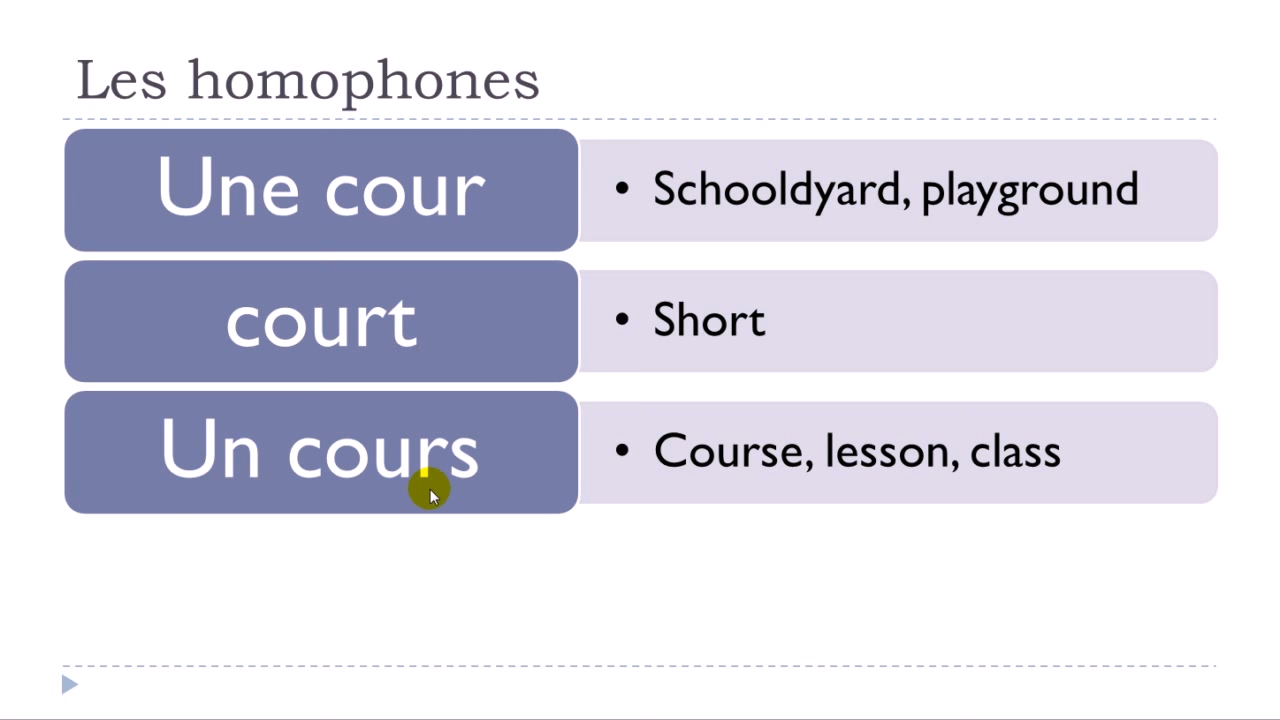 Les homophones
Une cour
• Schooldyard, playground
court
• Short
Un cours
• Course, lesson, class